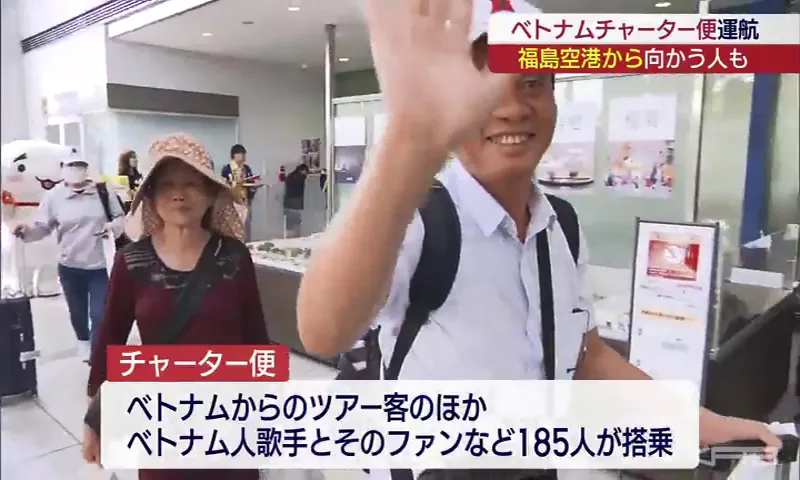 ベトナムチャーター便運航
福島空港から向かう人も
チャーター便
ベトナムからのツアー客のほか
ベトナム人歌手とそのファンなど185人が搭乗